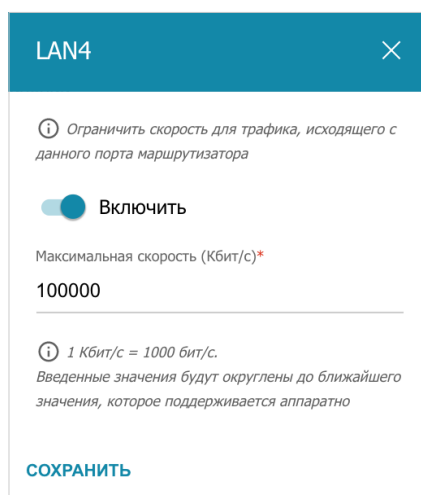 LAN4
Ограничить скорость для трафика, исходящего с
данного порта маршрутизатора
Включить
Максимальная скорость (Кбит/с)*
100000
1 Кбит/с = 1000 бит/с.
Введенные значения будут округлены до ближайшего
значения, которое поддерживается аппаратно
СОХРАНИТЬ